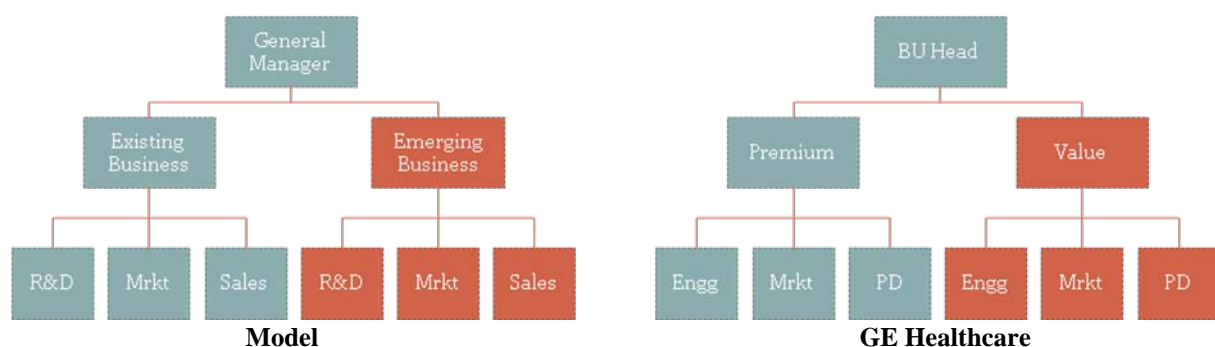 General
Manager
Existing
Business
Emerging
Business
R&D
Mrkt
Sales
R&D
Mrkt
Sales
Model
BU Head
Premium
Value
Engg
Mrkt
PD
Engg
Mrkt
PD
GE Healthcare